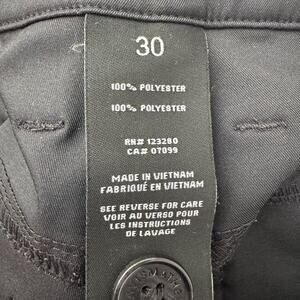 30
100% POLYESTER
100% POLYESTER
RN# 123280
CA# 07099
MADE IN VIETNAM
FABRIQUÉ EN VIETNAM
SEE REVERSE FOR CARE
VOIR AU VERSO POUR
LES INSTRUCTIONS
DE LAVAGE